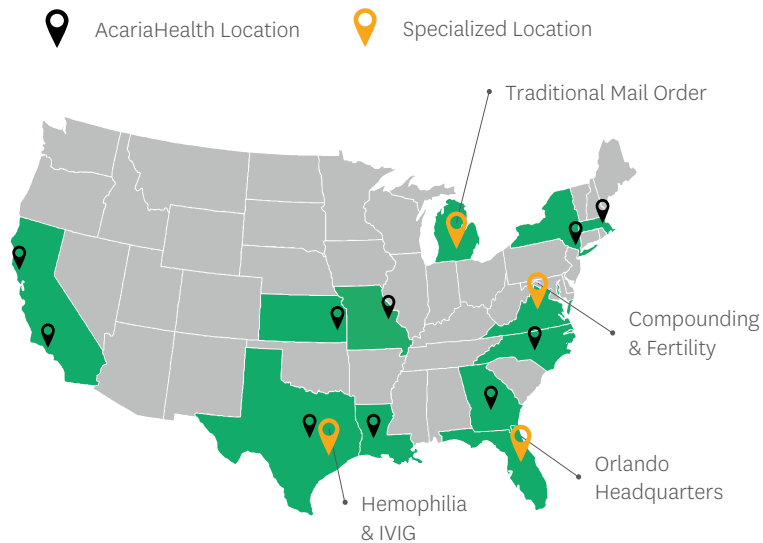 AcariaHealth Location
Specialized Location
Traditional Mail Order
Compounding
& Fertility
Orlando
Headquarters
Hemophilia
& IVIG